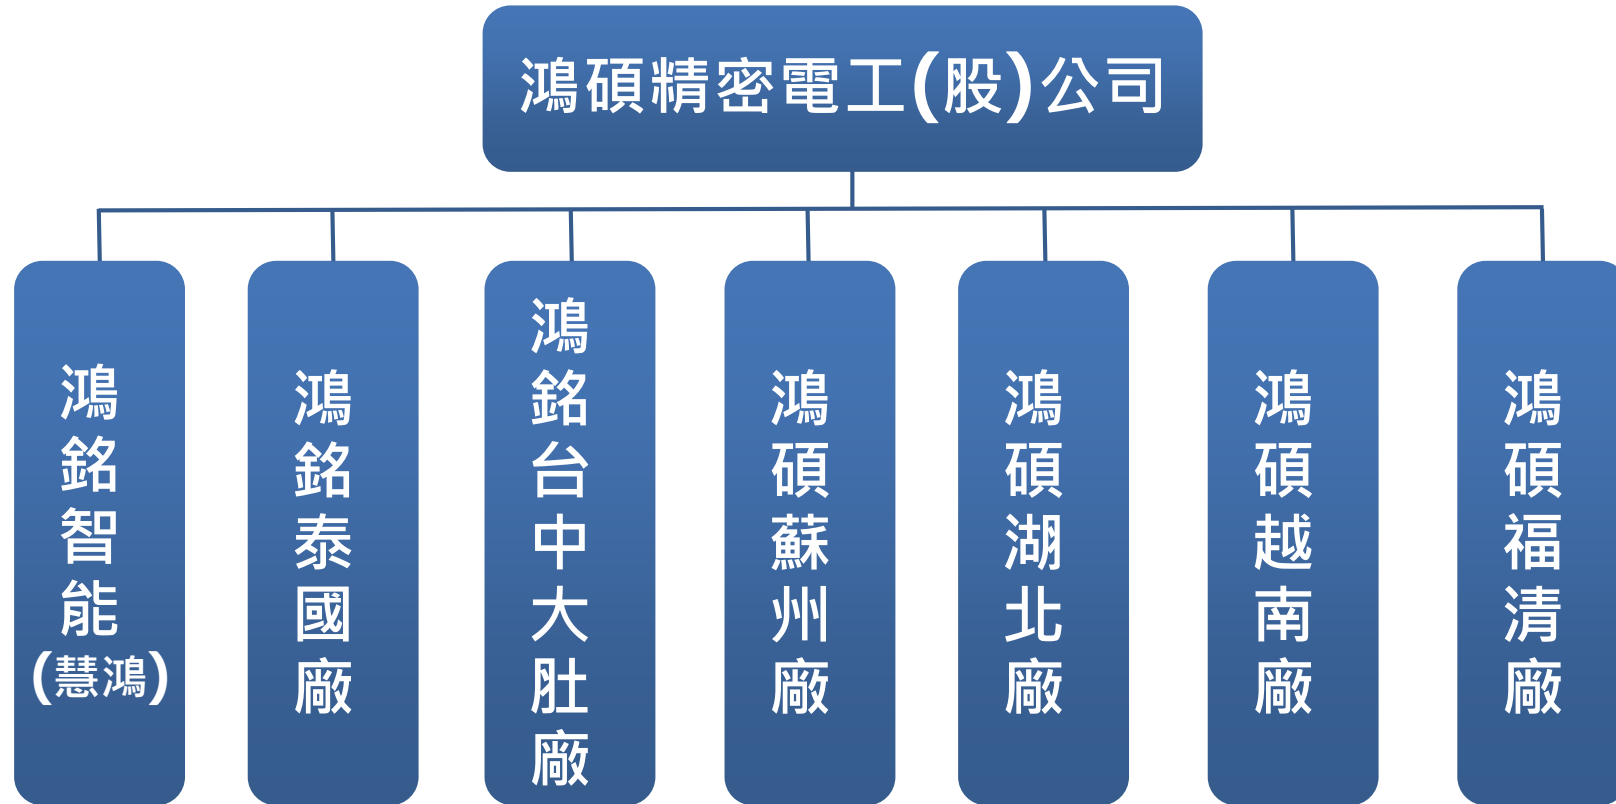 鴻碩精密電工(股)公司
鴻銘智能
(慧鴻)
鴻銘泰國廠
鴻銘台中大肚廠
鴻碩蘇州廠
鴻碩湖北廠
鴻碩越南廠
鴻碩福清廠